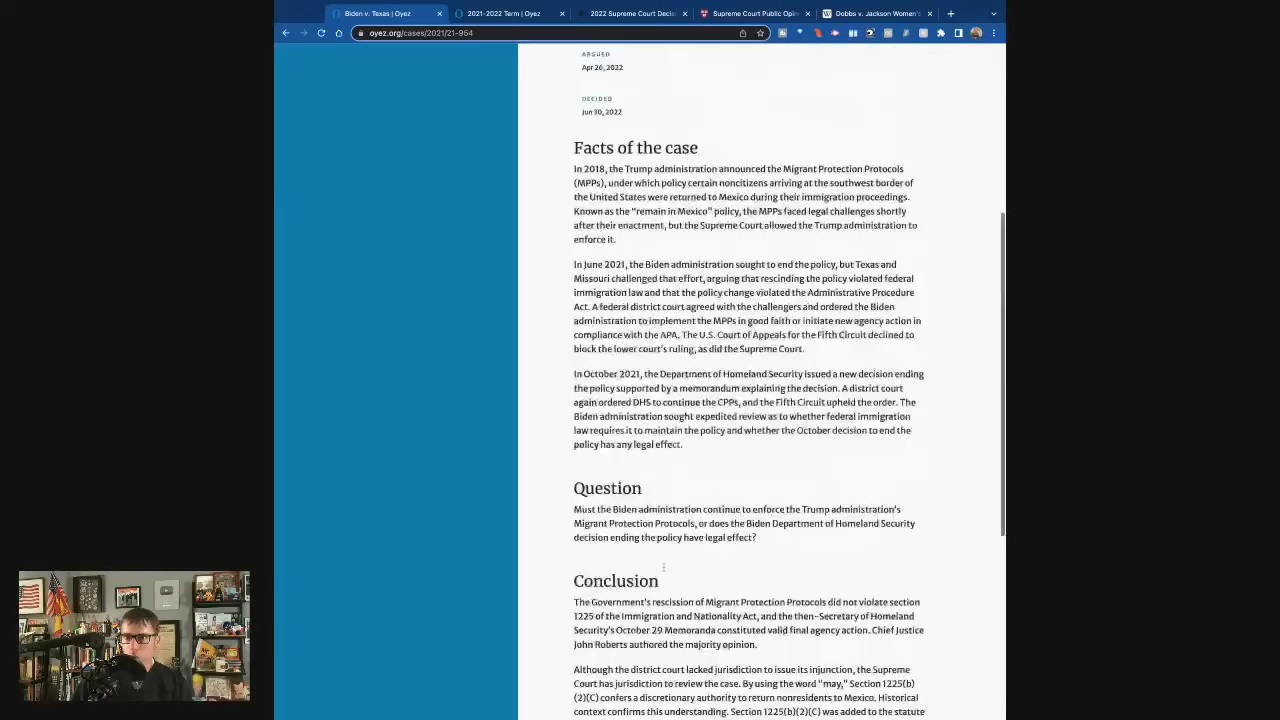 Biden v. Texas | Oyez
2021-2022 Term | Oyez
2022 Supreme Court Decis
Supreme Court Public Opin
Dobbs v. Jackson Women's
oyez.org/cases/2021/21-954
ARGUED
Apr 26, 2022
DECIDED
Jun 30, 2022
Facts of the case
In 2018, the Trump administration announced the Migrant Protection Protocols
(MPPs), under which policy certain noncitizens arriving at the southwest border of
the United States were returned to Mexico during their immigration proceedings.
Known as the “remain in Mexico” policy, the MPPs faced legal challenges shortly
after their enactment, but the Supreme Court allowed the Trump administration to
enforce it.
In June 2021, the Biden administration sought to end the policy, but Texas and
Missouri challenged that effort, arguing that rescinding the policy violated federal
immigration law and that the policy change violated the Administrative Procedure
Act. A federal district court agreed with the challengers and ordered the Biden
administration to implement the MPPs in good faith or initiate new agency action in
compliance with the APA. The U.S. Court of Appeals for the Fifth Circuit declined to
block the lower court’s ruling, as did the Supreme Court.
In October 2021, the Department of Homeland Security issued a new decision ending
the policy supported by a memorandum explaining the decision. A district court
again ordered DHS to continue the CPPs, and the Fifth Circuit upheld the order. The
Biden administration sought expedited review as to whether federal immigration
law requires it to maintain the policy and whether the October decision to end the
policy has any legal effect.
Question
Must the Biden administration continue to enforce the Trump administration’s
Migrant Protection Protocols, or does the Biden Department of Homeland Security
decision ending the policy have legal effect?
Conclusion
The Government’s rescission of Migrant Protection Protocols did not violate section
1225 of the Immigration and Nationality Act, and the then-Secretary of Homeland
Security’s October 29 Memoranda constituted valid final agency action. Chief Justice
John Roberts authored the majority opinion.
Although the district court lacked jurisdiction to issue its injunction, the Supreme
Court has jurisdiction to review the case. By using the word “may,” Section 1225(b)
(2)(C) confers a discretionary authority to return nonresidents to Mexico. Historical
context confirms this understanding. Section 1225(b)(2)(C) was added to the statute